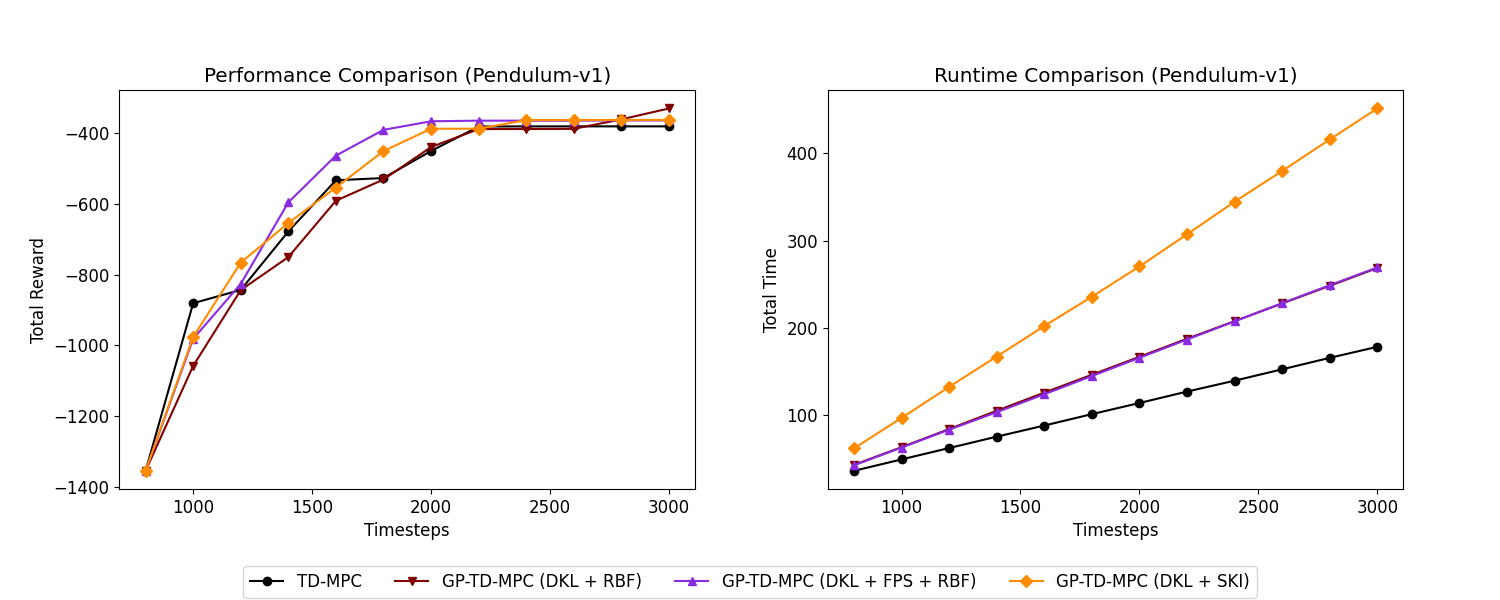 Performance Comparison (Pendulum-v1)
Total Reward
−400
−600
−800
−1000
−1200
−1400
1000 1500 2000 2500 3000
Timesteps
Runtime Comparison (Pendulum-v1)
Total Time
400
300
200
100
1000 1500 2000 2500 3000
Timesteps
TD-MPC GP-TD-MPC (DKL + RBF) GP-TD-MPC (DKL + FPS + RBF) GP-TD-MPC (DKL + SKI)